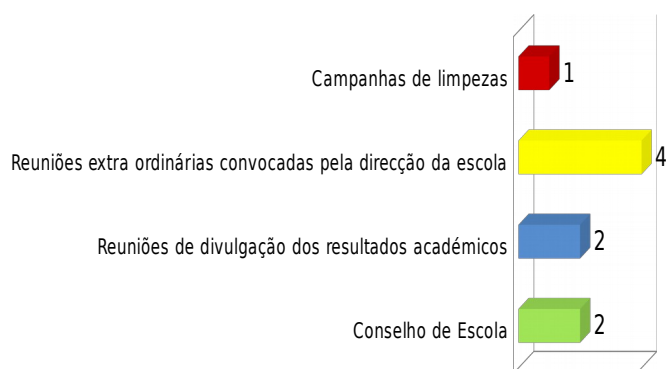 Campanhas de limpezas 1
Reuniões extra ordinárias convocadas pela direcção da escola 4
Reuniões de divulgação dos resultados académicos 2
Conselho de Escola 2